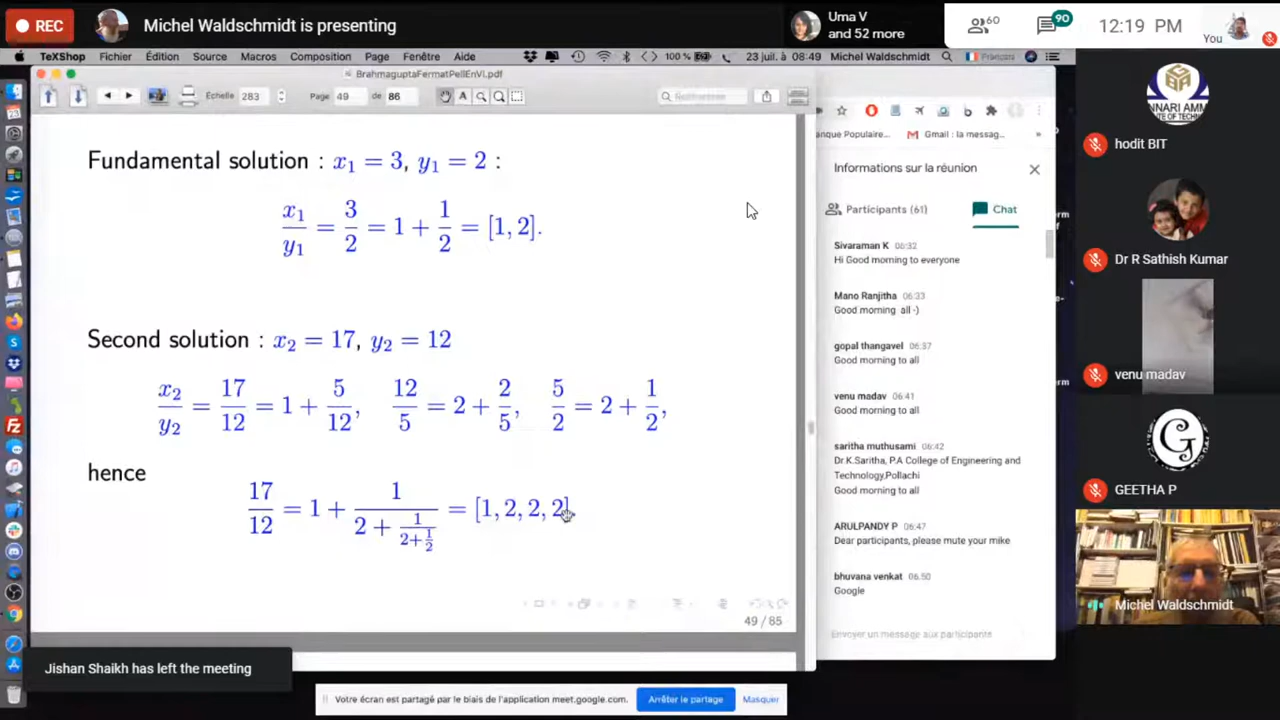 REC
Michel Waldschmidt is presenting
Uma V
and 52 more
60
90
12:19 PM
You
TeXShop Fichier Édition Source Macros Composition Page Fenêtre Aide 100 % 23 juil. à 08:49 Michel Waldschmidt Français
BrahmaguptaFermatPellEnVI.pdf
Échelle 283 Page 49 de 86 Rechercher
Fundamental solution : x₁ = 3, y₁ = 2 :
x₁/y₁ = 3/2 = 1 + 1/2 = [1, 2].
Second solution : x₂ = 17, y₂ = 12
x₂/y₂ = 17/12 = 1 + 5/12, 12/5 = 2 + 2/5, 5/2 = 2 + 1/2,
hence
17/12 = 1 + 1/(2 + 1/(2+1/2)) = [1, 2, 2, 2]
49 / 85
anque Populaire... Gmail : la messag... »
Informations sur la réunion
Participants (61) Chat
Sivaraman K 06:32
Hi Good morning to everyone
Mano Ranjitha 06:33
Good morning all -)
gopal thangavel 06:37
Good morning to all
venu madav 06:41
Good morning to all
saritha muthusami 06:42
Dr.K.Saritha, P.A College of Engineering and
Technology,Pollachi
Good morning to all
ARULPANDY P 06:47
Dear participants, please mute your mike
bhuvana venkat 06:50
Google
Envoyer un message aux participants
NNARI AMM
hodit BIT
Dr R Sathish Kumar
venu madav
GEETHA P
Michel Waldschmidt
Jishan Shaikh has left the meeting
Votre écran est partagé par le biais de l'application meet.google.com. Arrêter le partage Masquer